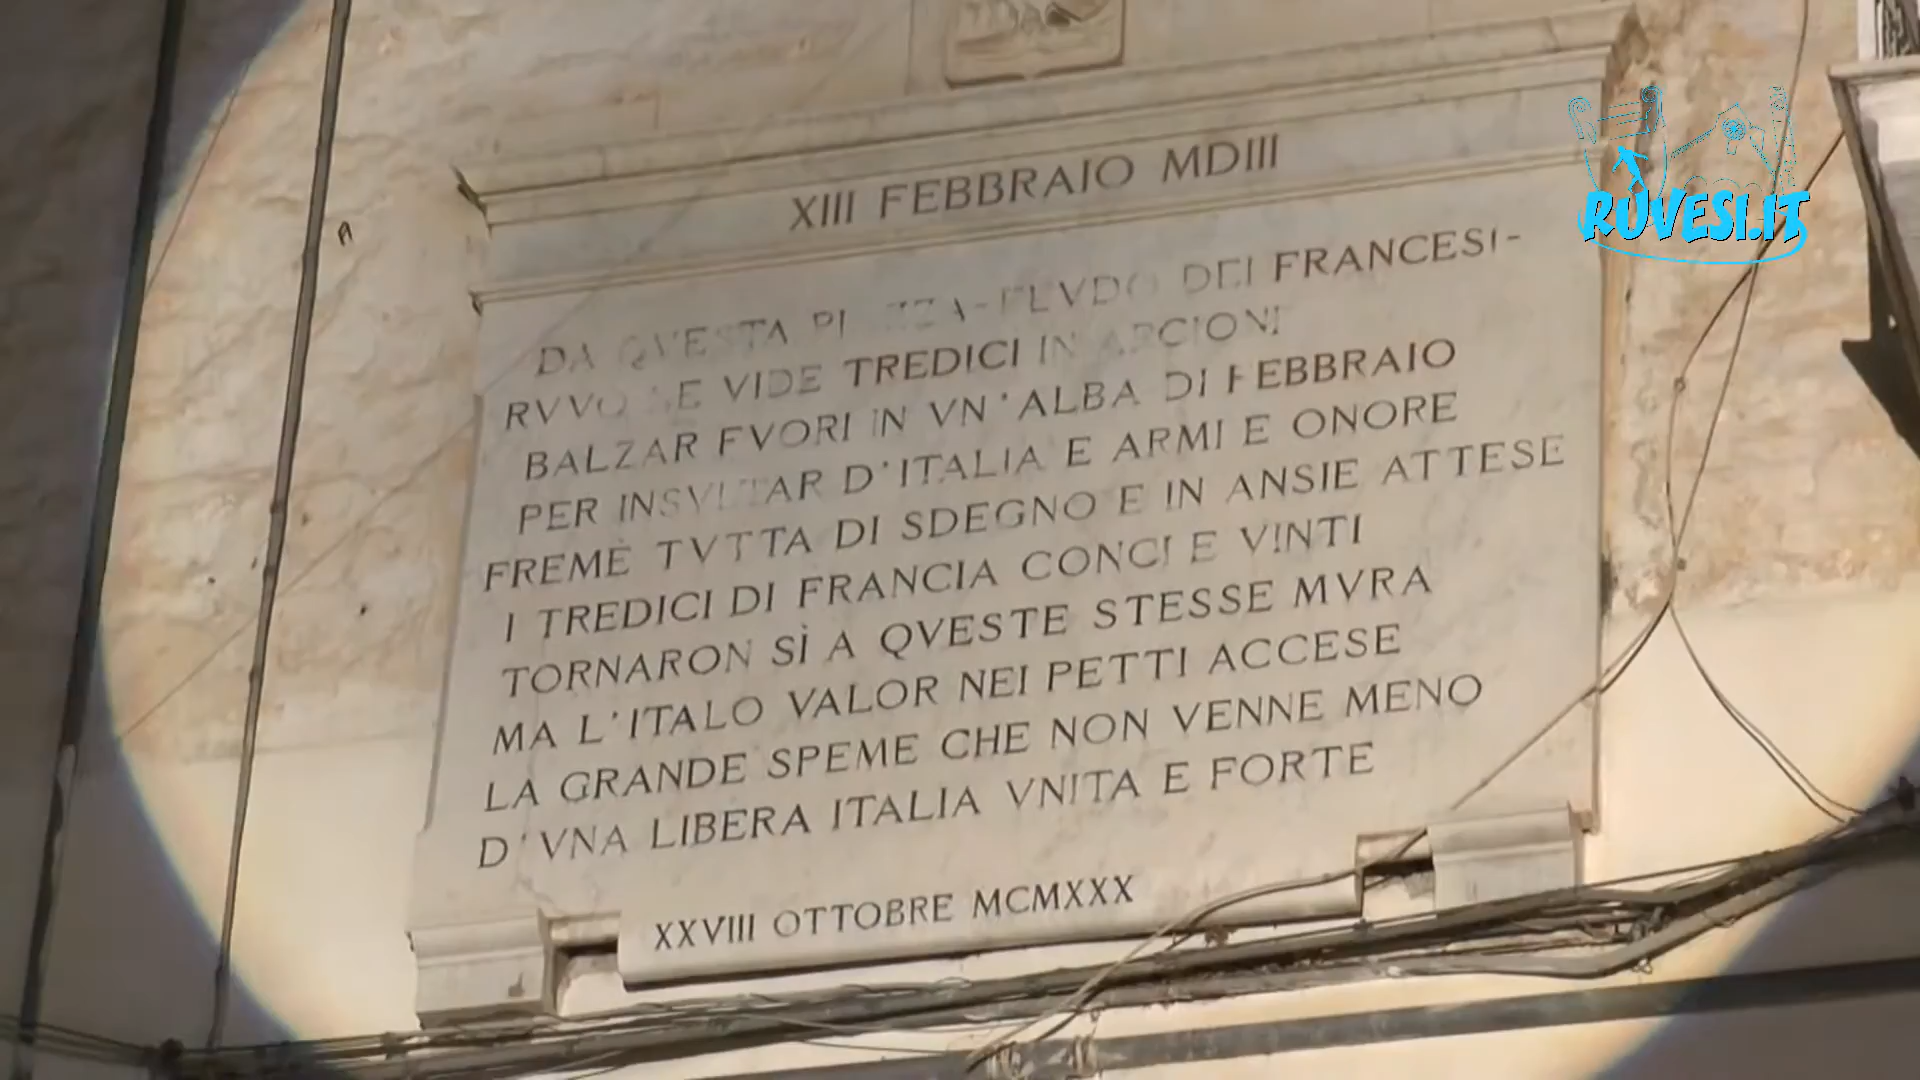 XIII FEBBRAIO MDIII
DA QVESTA PIAZZA-FEVDO DEI FRANCESI-
RVVO NE VIDE TREDICI IN ARCIONI
BALZAR FVORI IN VN'ALBA DI FEBBRAIO
PER INSVLTAR D'ITALIA E ARMI E ONORE
FREMÈ TVTTA DI SDEGNO E IN ANSIE ATTESE
I TREDICI DI FRANCIA CONCI E VINTI
TORNARON SÌ A QVESTE STESSE MVRA
MA L'ITALO VALOR NEI PETTI ACCESE
LA GRANDE SPEME CHE NON VENNE MENO
D'VNA LIBERA ITALIA VNITA E FORTE
XXVIII OTTOBRE MCMXXX
RUVESI.IT